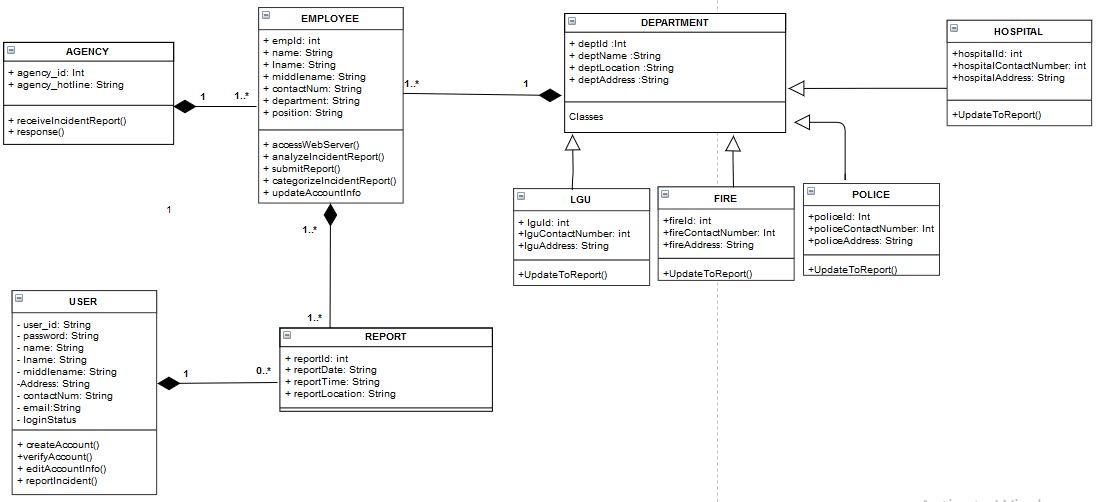 AGENCY
+ agency_id: Int
+ agency_hotline: String
+ receiveIncidentReport()
+ response()
1
1..*
EMPLOYEE
+ empId: int
+ name: String
+ lname: String
+ middlename: String
+ contactNum: String
+ department: String
+ position: String
+ accessWebServer()
+ analyzeIncidentReport()
+ submitReport()
+ categorizeIncidentReport()
+ updateAccountInfo
1..*
1
DEPARTMENT
+ deptId :Int
+ deptName :String
+ deptLocation :String
+ deptAddress :String
Classes
HOSPITAL
+hospitalId: int
+hospitalContactNumber: int
+hospitalAddress: String
+UpdateToReport()
LGU
+ lguId: int
+lguContactNumber: int
+lguAddress: String
+UpdateToReport()
FIRE
+fireId: int
+fireContactNumber: int
+fireAddress: String
+UpdateToReport()
POLICE
+policeId: Int
+policeContactNumber: Int
+policeAddress: String
+UpdateToReport()
1
1..*
1..*
USER
- user_id: String
- password: String
- name: String
- lname: String
- middlename: String
-Address: String
- contactNum: String
- email:String
- loginStatus
+ createAccount()
+verifyAccount()
+ editAccountInfo()
+ reportIncident()
1
0..*
REPORT
+ reportId: int
+ reportDate: String
+ reportTime: String
+ reportLocation: String